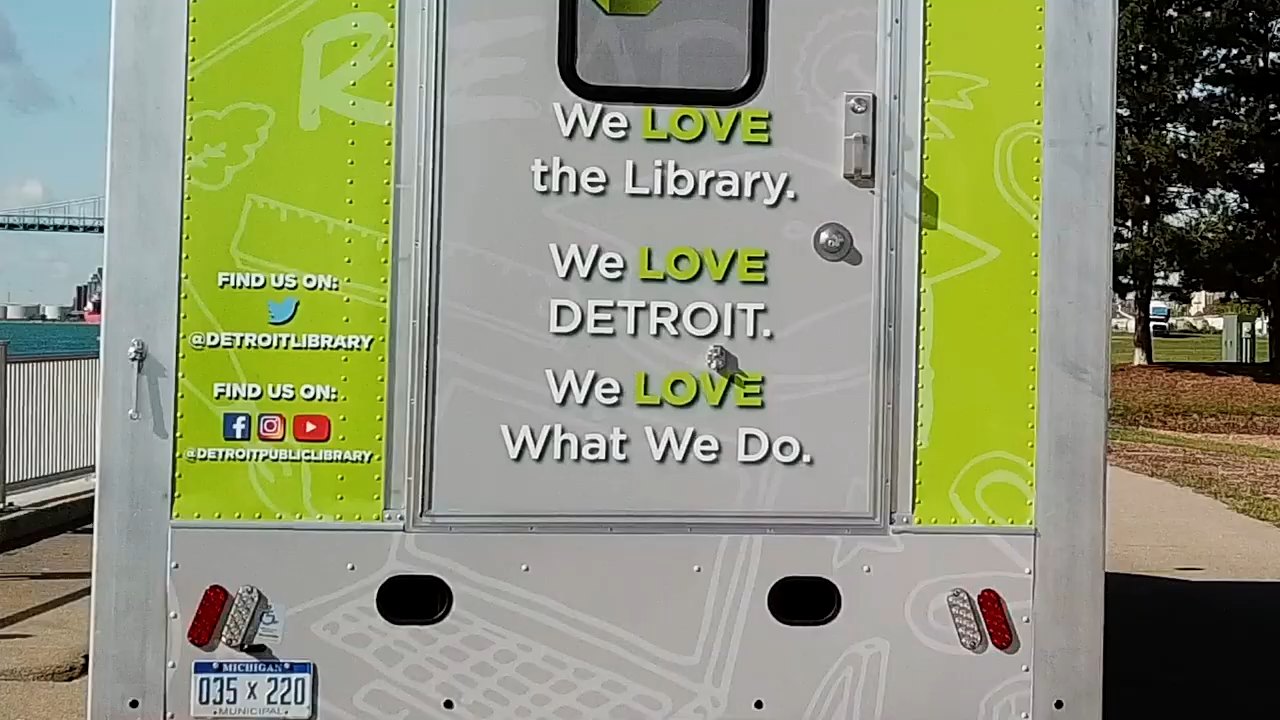 READ
We LOVE
the Library.
We LOVE
DETROIT.
We LOVE
What We Do.
FIND US ON:
@DETROITLIBRARY
FIND US ON:
@DETROITPUBLICLIBRARY
MICHIGAN
035 X 220
MUNICIPAL